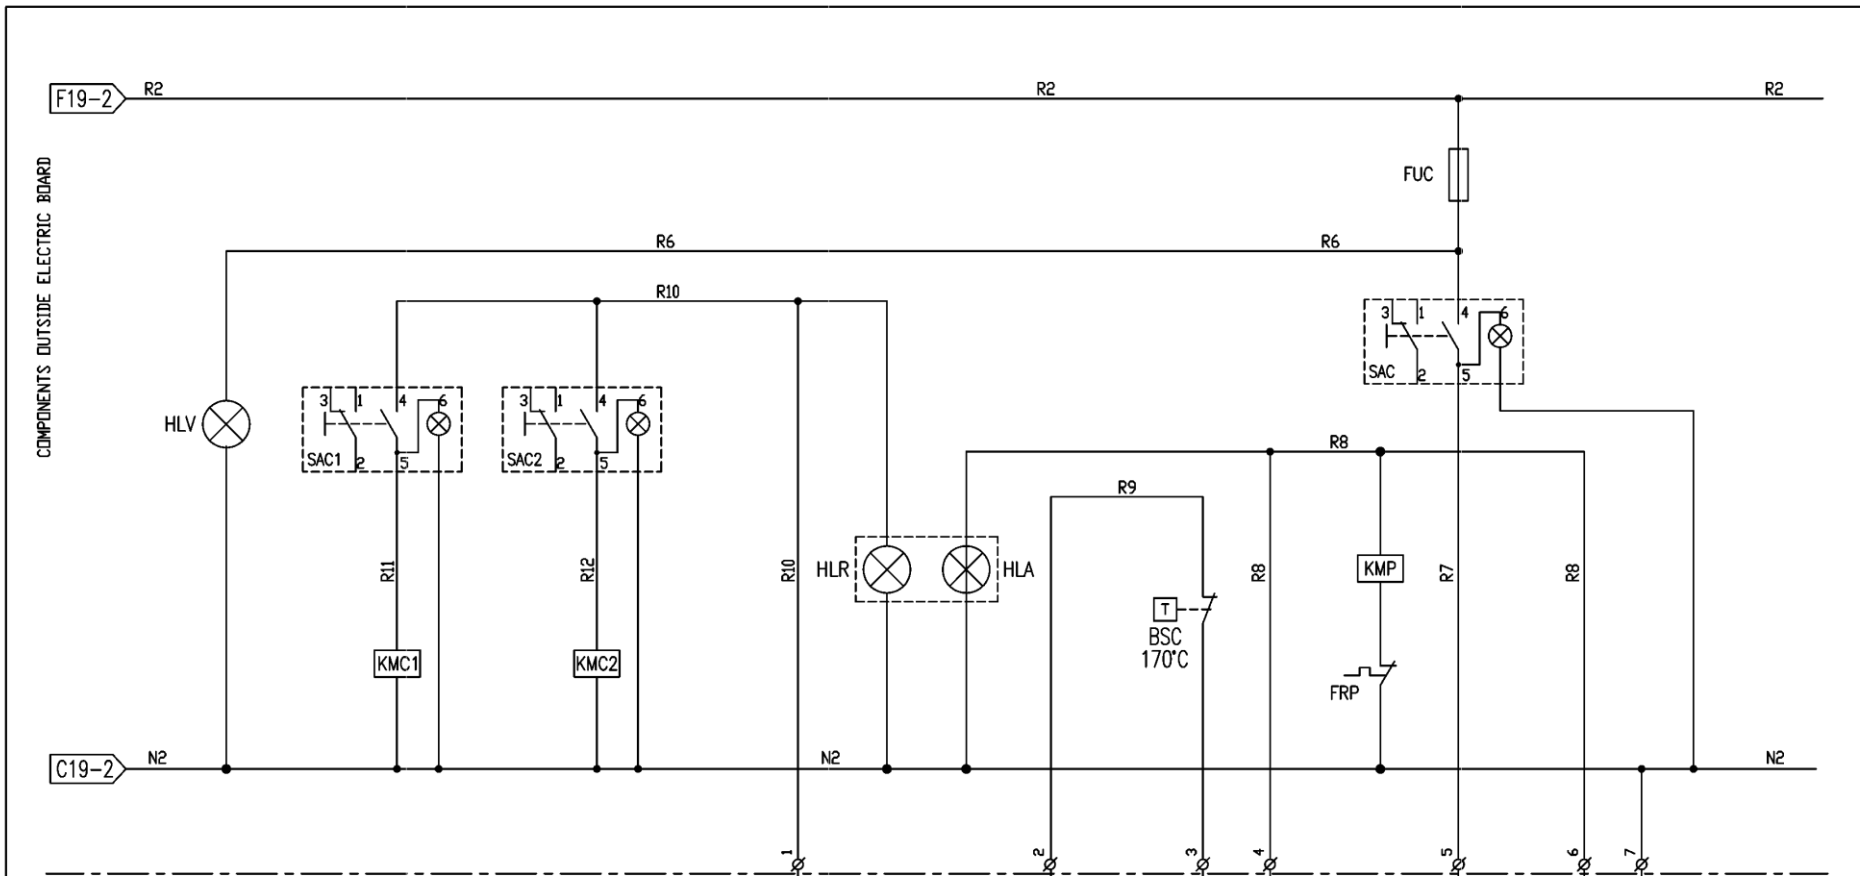 F19-2 R2 R2 R2
COMPONENTS OUTSIDE ELECTRIC BOARD
FUC
R6 R6
R10
3 1 4 6
SAC 2 5
3 1 4 6
SAC1 2 5
3 1 4 6
SAC2 2 5
HLV
R8
R9
R11
R12
R10
HLR
HLA
R8
KMP
R7
R8
T
BSC
170°C
KMC1
KMC2
FRP
C19-2 N2 N2 N2
1 2 3 4 5 6 7